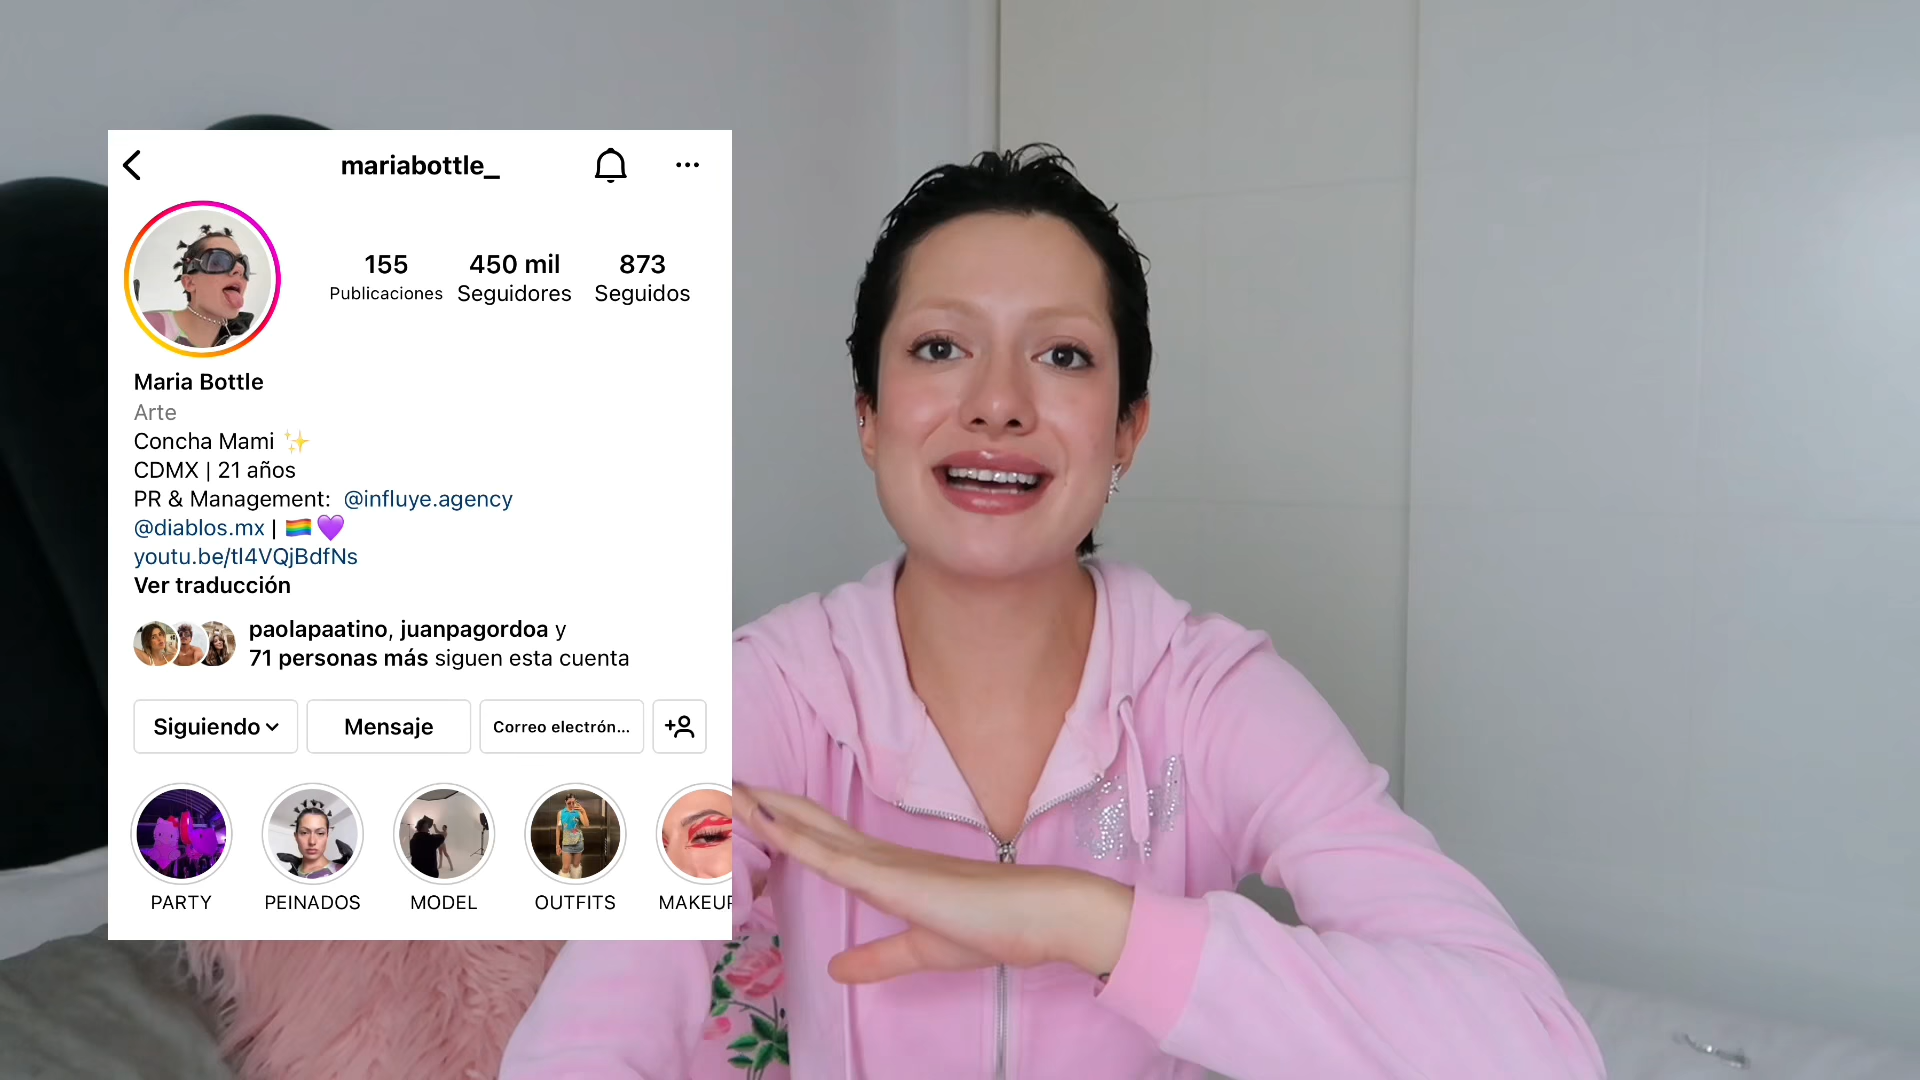 mariabottle_
155 450 mil 873
Publicaciones Seguidores Seguidos
Maria Bottle
Arte
Concha Mami ✨
CDMX | 21 años
PR & Management: @influye.agency
@diablos.mx | 🏳️‍🌈💜
youtu.be/tI4VQjBdfNs
Ver traducción
paolapaatino, juanpagordoa y
71 personas más siguen esta cuenta
Siguiendo Mensaje Correo electrón...
PARTY PEINADOS MODEL OUTFITS MAKEUP